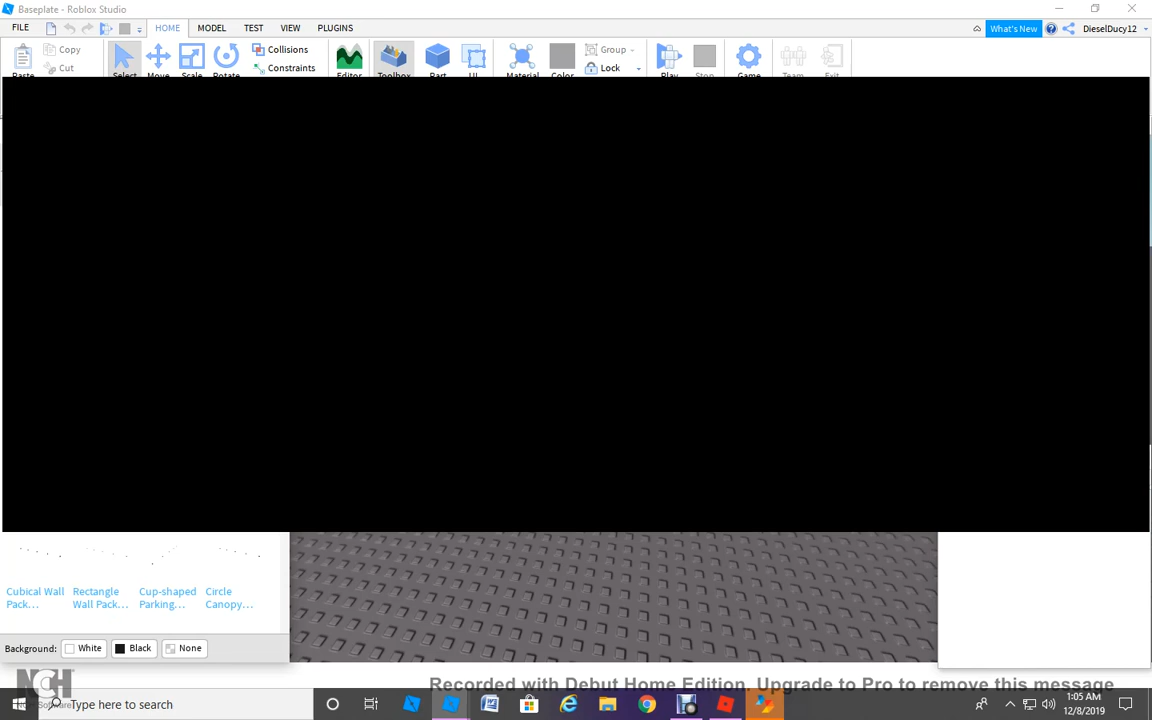 Baseplate - Roblox Studio
FILE HOME MODEL TEST VIEW PLUGINS What's New DieselDucy12
Copy Collisions Group
Cut Constraints Lock
Paste Select Move Scale Rotate Editor Toolbox Part UI Material Color Play Stop Game Team Exit
Cubical Wall Pack...
Rectangle Wall Pack...
Cup-shaped Parking...
Circle Canopy...
Background: White Black None
NCH
Recorded with Debut Home Edition. Upgrade to Pro to remove this message
Type here to search
1:05 AM
12/8/2019